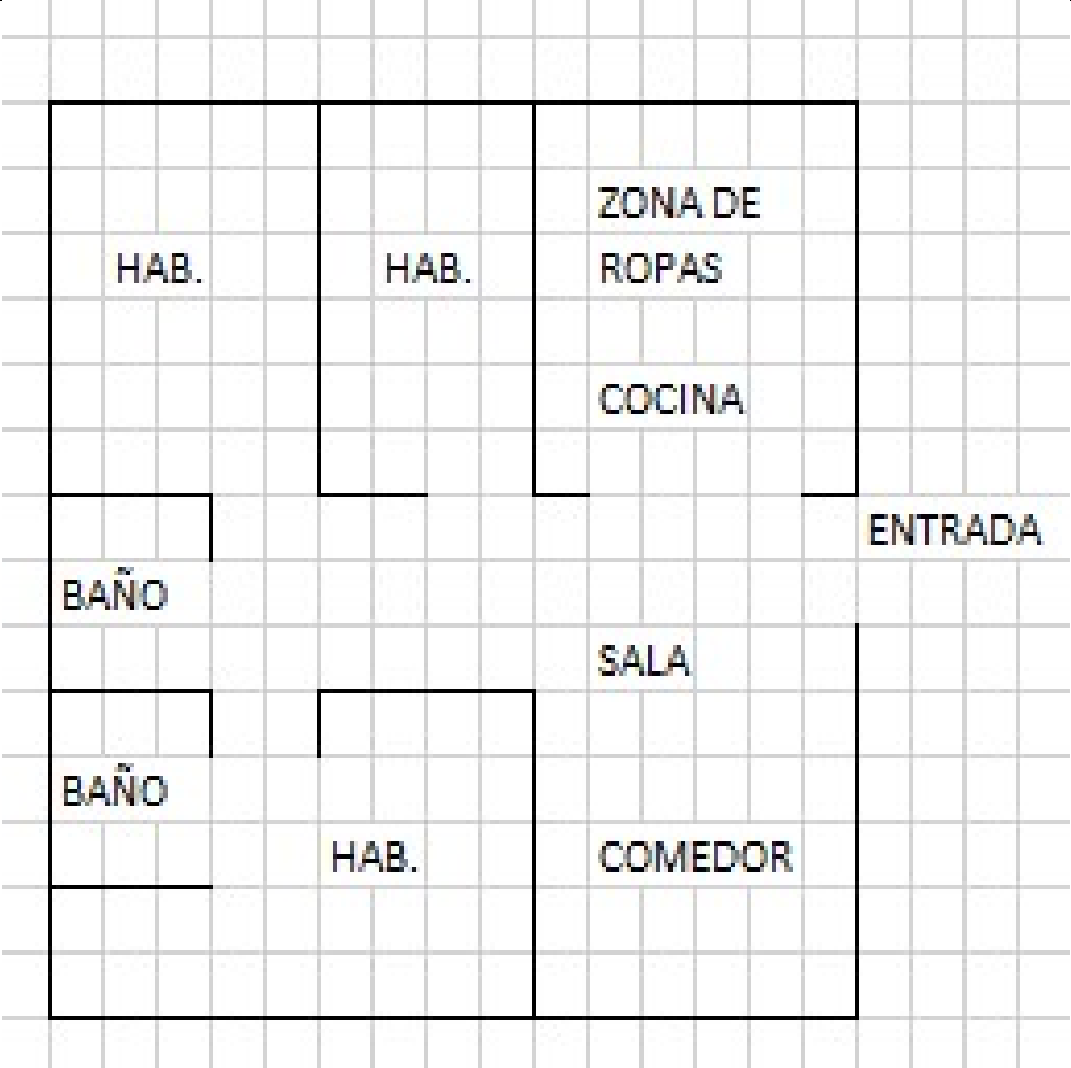 ZONA DE
ROPAS
HAB.
HAB.
COCINA
ENTRADA
BAÑO
SALA
BAÑO
HAB.
COMEDOR